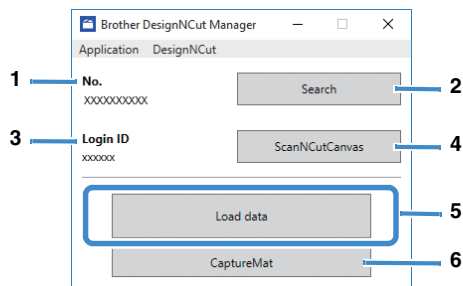 Brother DesignNCut Manager
Application DesignNCut
1 No. Search 2
XXXXXXXXXX
3 Login ID ScanNCutCanvas 4
xxxxxx
Load data 5
CaptureMat 6